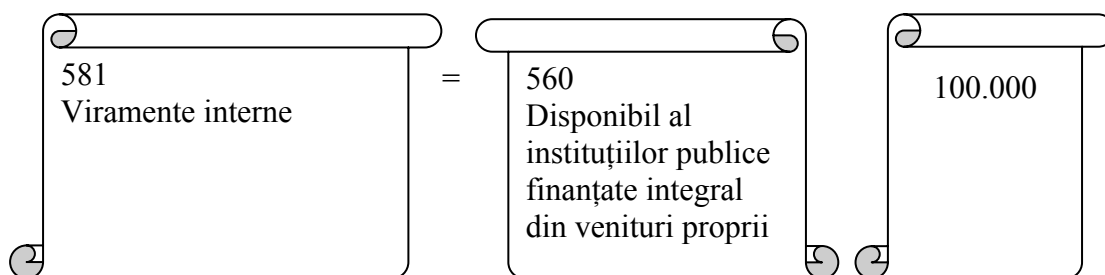 581
Viramente interne
=
560
Disponibil al
instituțiilor publice
finanțate integral
din venituri proprii
100.000